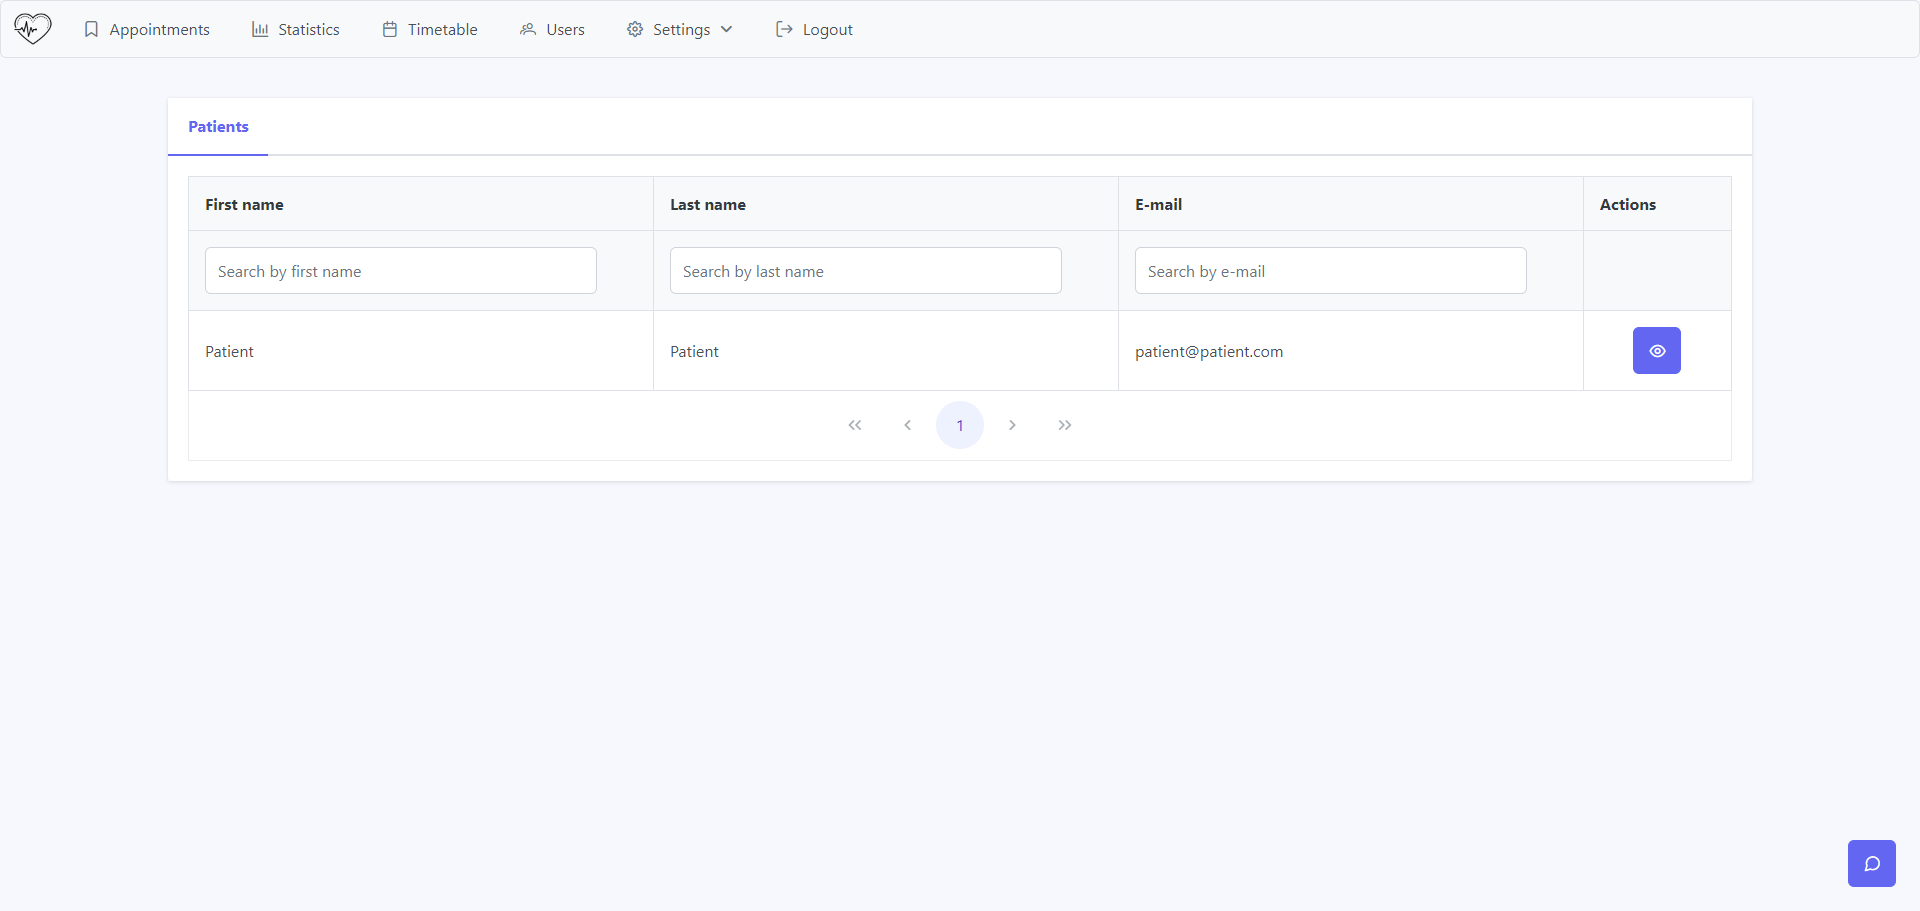 Appointments Statistics Timetable Users Settings Logout
Patients
First name Last name E-mail Actions
Search by first name Search by last name Search by e-mail
Patient Patient patient@patient.com
1